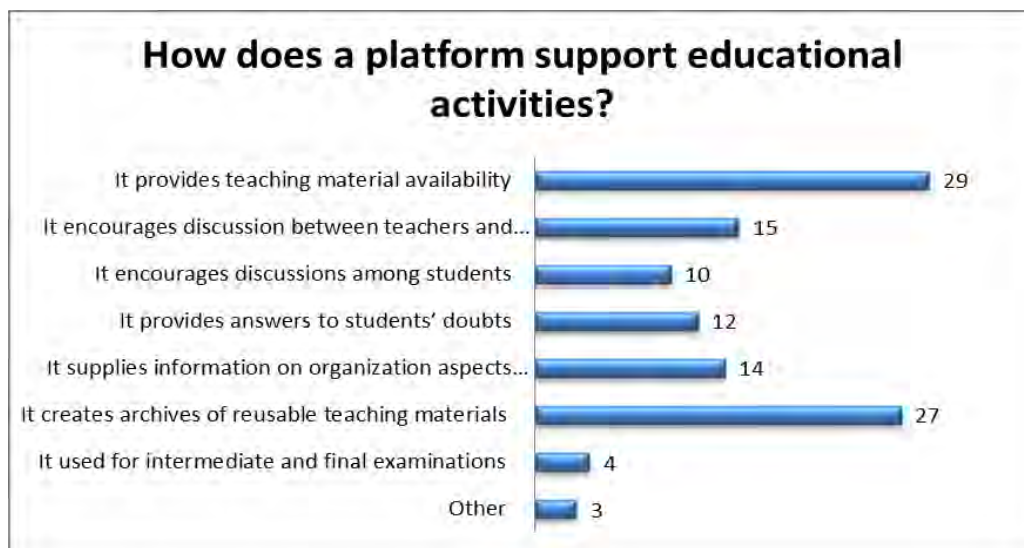 How does a platform support educational
activities?
It provides teaching material availability 29
It encourages discussion between teachers and... 15
It encourages discussions among students 10
It provides answers to students’ doubts 12
It supplies information on organization aspects... 14
It creates archives of reusable teaching materials 27
It used for intermediate and final examinations 4
Other 3